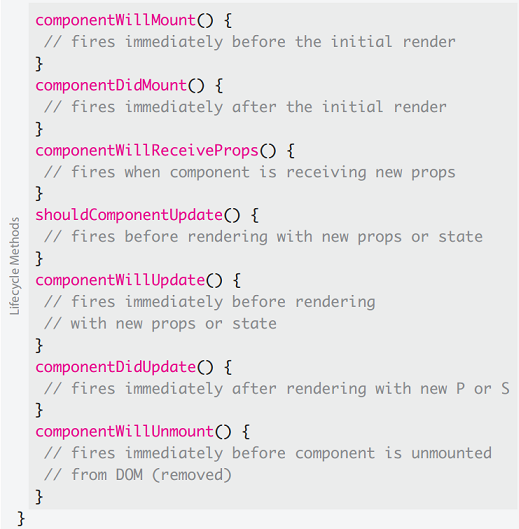 Lifecycle Methods
componentWillMount() {
// fires immediately before the initial render
}
componentDidMount() {
// fires immediately after the initial render
}
componentWillReceiveProps() {
// fires when component is receiving new props
}
shouldComponentUpdate() {
// fires before rendering with new props or state
}
componentWillUpdate() {
// fires immediately before rendering
// with new props or state
}
componentDidUpdate() {
// fires immediately after rendering with new P or S
}
componentWillUnmount() {
// fires immediately before component is unmounted
// from DOM (removed)
}
}